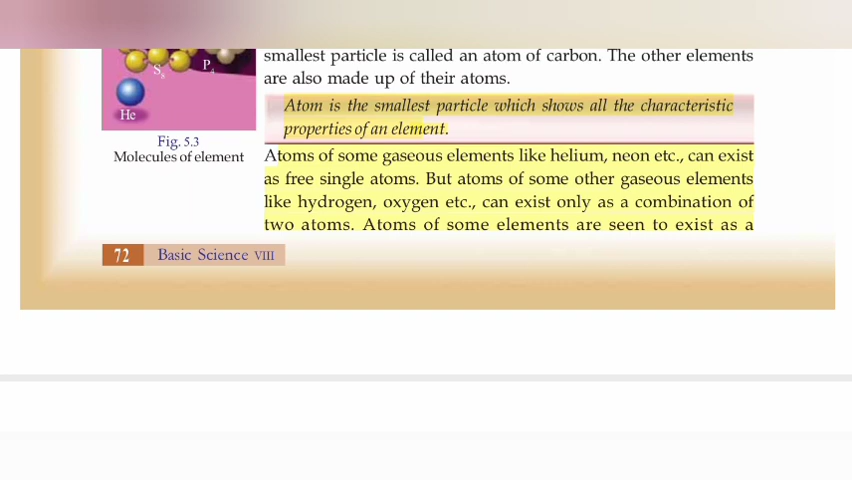 smallest particle is called an atom of carbon. The other elements
are also made up of their atoms.
Atom is the smallest particle which shows all the characteristic
properties of an element.
Atoms of some gaseous elements like helium, neon etc., can exist
as free single atoms. But atoms of some other gaseous elements
like hydrogen, oxygen etc., can exist only as a combination of
two atoms. Atoms of some elements are seen to exist as a
S8
P4
He
Fig. 5.3
Molecules of element
72 Basic Science VIII